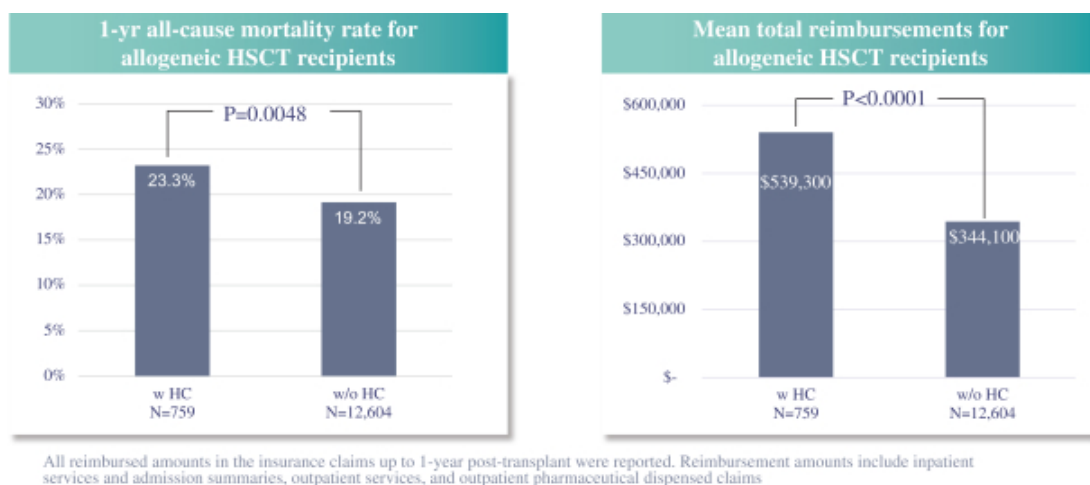 1-yr all-cause mortality rate for
allogeneic HSCT recipients
30%
25%
20%
15%
10%
5%
0%
P=0.0048
23.3%
19.2%
w HC
N=759
w/o HC
N=12,604
Mean total reimbursements for
allogeneic HSCT recipients
$600,000
$450,000
$300,000
$150,000
$-
P<0.0001
$539,300
$344,100
w HC
N=759
w/o HC
N=12,604
All reimbursed amounts in the insurance claims up to 1-year post-transplant were reported. Reimbursement amounts include inpatient
services and admission summaries, outpatient services, and outpatient pharmaceutical dispensed claims